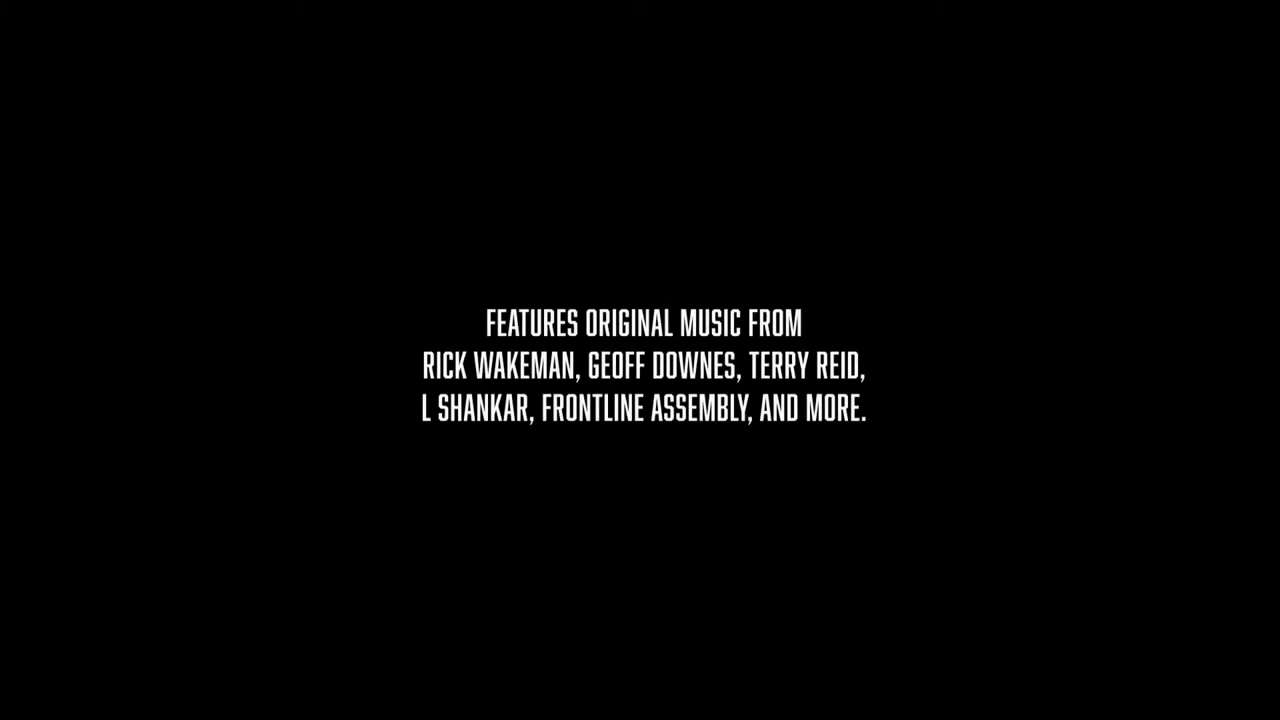 FEATURES ORIGINAL MUSIC FROM
RICK WAKEMAN, GEOFF DOWNES, TERRY REID,
L SHANKAR, FRONTLINE ASSEMBLY, AND MORE.